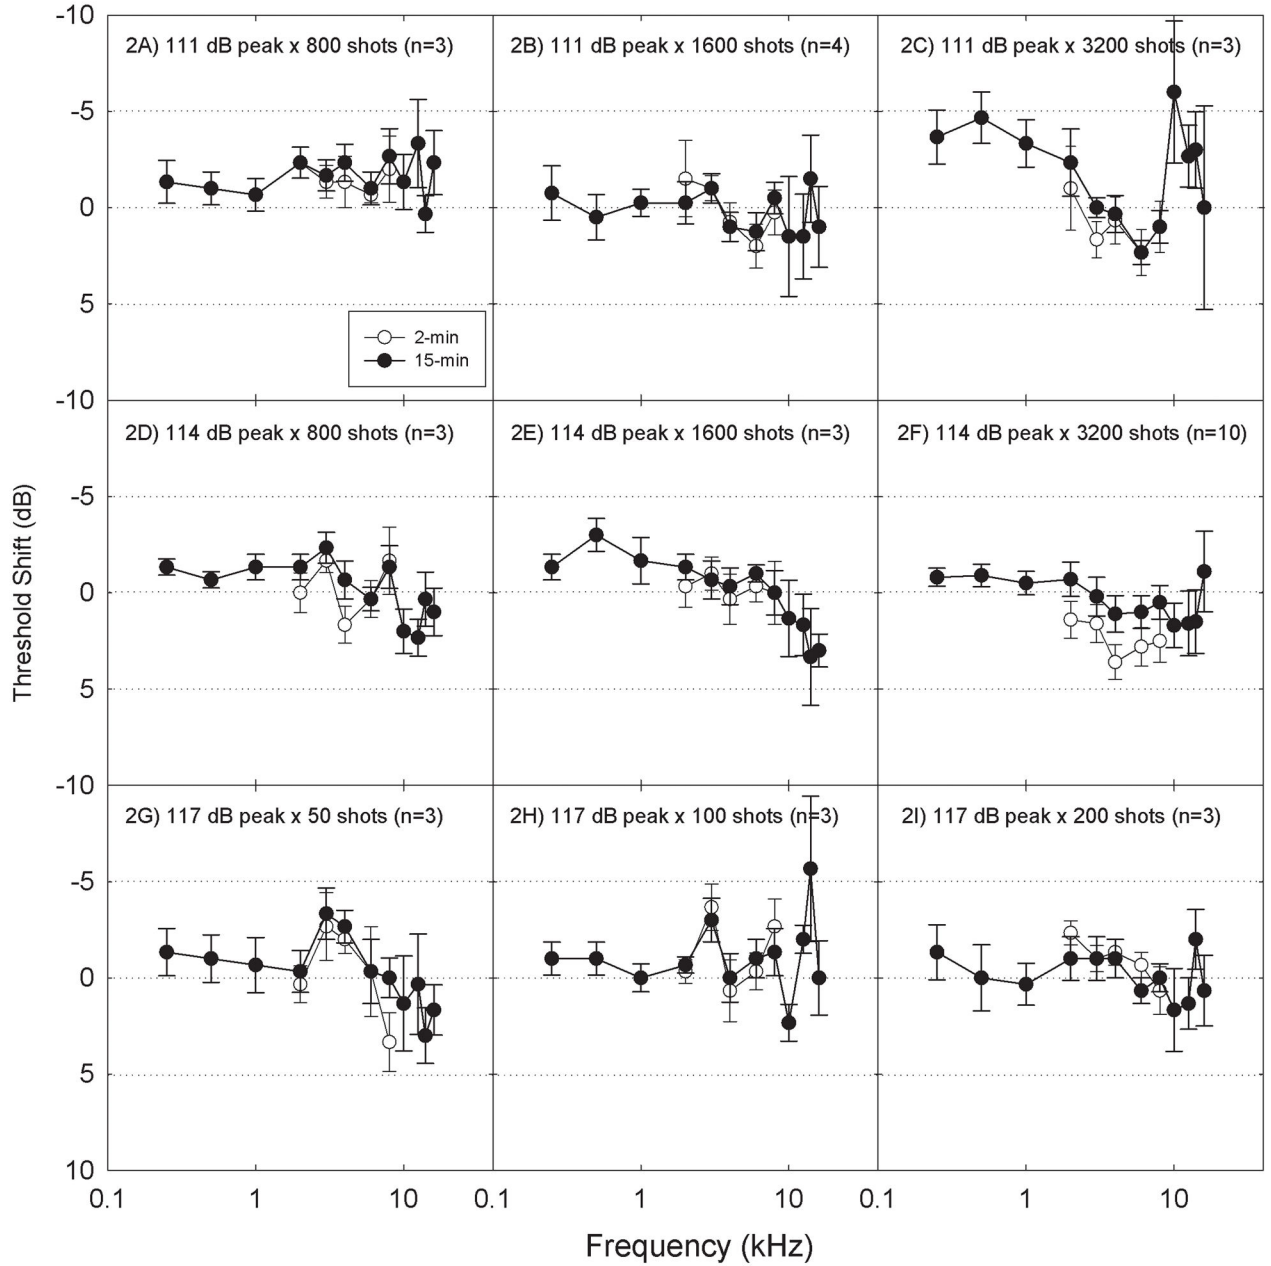 -10
2A) 111 dB peak x 800 shots (n=3)
2B) 111 dB peak x 1600 shots (n=4)
2C) 111 dB peak x 3200 shots (n=3)
-5
0
5
2-min
15-min
-10
2D) 114 dB peak x 800 shots (n=3)
2E) 114 dB peak x 1600 shots (n=3)
2F) 114 dB peak x 3200 shots (n=10)
-5
Threshold Shift (dB)
0
5
-10
2G) 117 dB peak x 50 shots (n=3)
2H) 117 dB peak x 100 shots (n=3)
2I) 117 dB peak x 200 shots (n=3)
-5
0
5
10
0.1 1 10 0.1 1 10 0.1 1 10
Frequency (kHz)